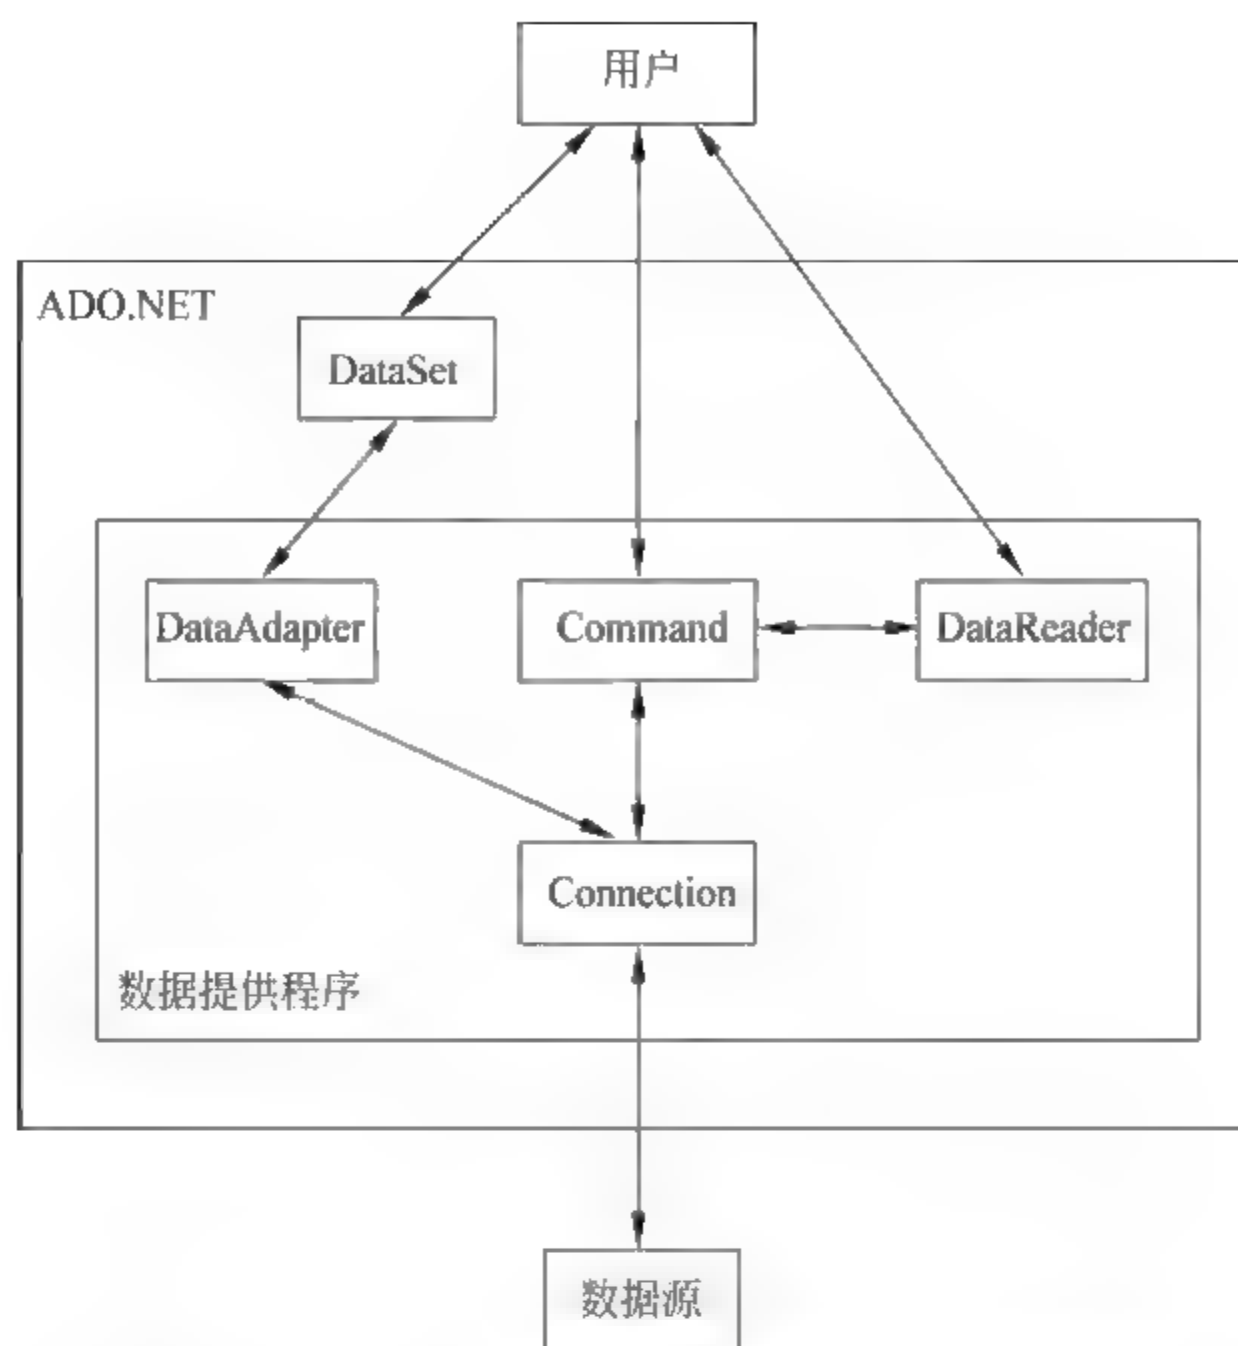 用户
ADO.NET
DataSet
DataAdapter
Command
DataReader
Connection
数据提供程序
数据源